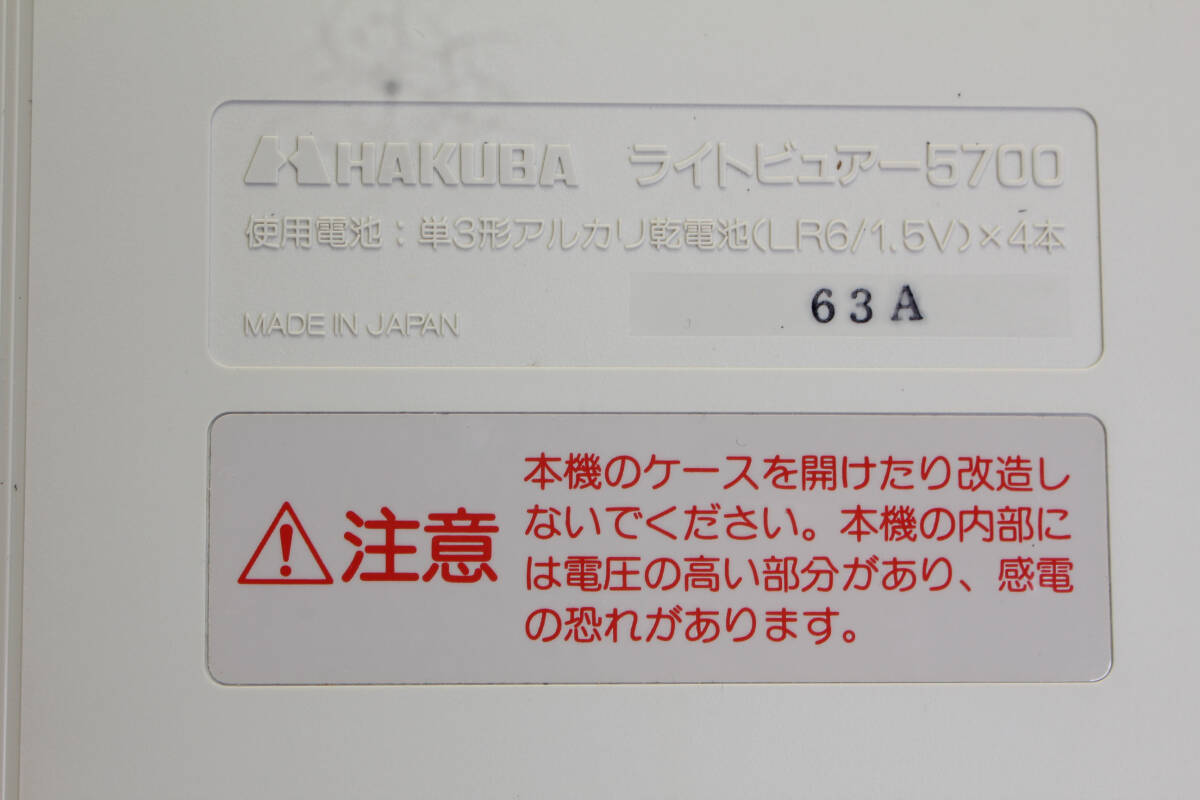 HAKUBA ライトビュアー5700
使用電池：単3形アルカリ乾電池(LR6/1.5V)×4本
63A
MADE IN JAPAN
注意
本機のケースを開けたり改造し
ないでください。本機の内部に
は電圧の高い部分があり、感電
の恐れがあります。